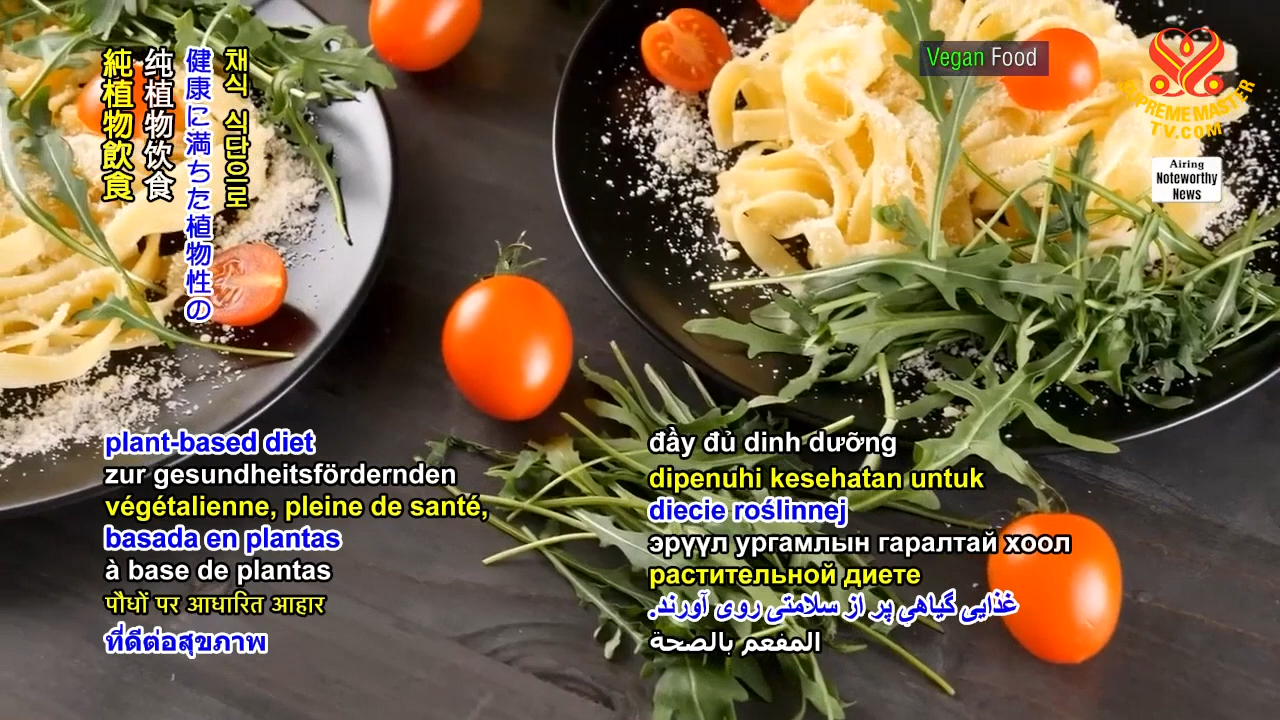 Vegan Food
SUPREME MASTER
TV.COM
Airing
Noteworthy
News
채식 식단으로
健康に満ちた植物性の
纯植物饮食
純植物飲食
plant-based diet
zur gesundheitsfördernden
végétalienne, pleine de santé,
basada en plantas
à base de plantas
पौधों पर आधारित आहार
ที่ดีต่อสุขภาพ
đầy đủ dinh dưỡng
dipenuhi kesehatan untuk
diecie roślinnej
эрүүл ургамлын гаралтай хоол
растительной диете
غذایی گیاهی پر از سلامتی روی آورند.
المفعم بالصحة